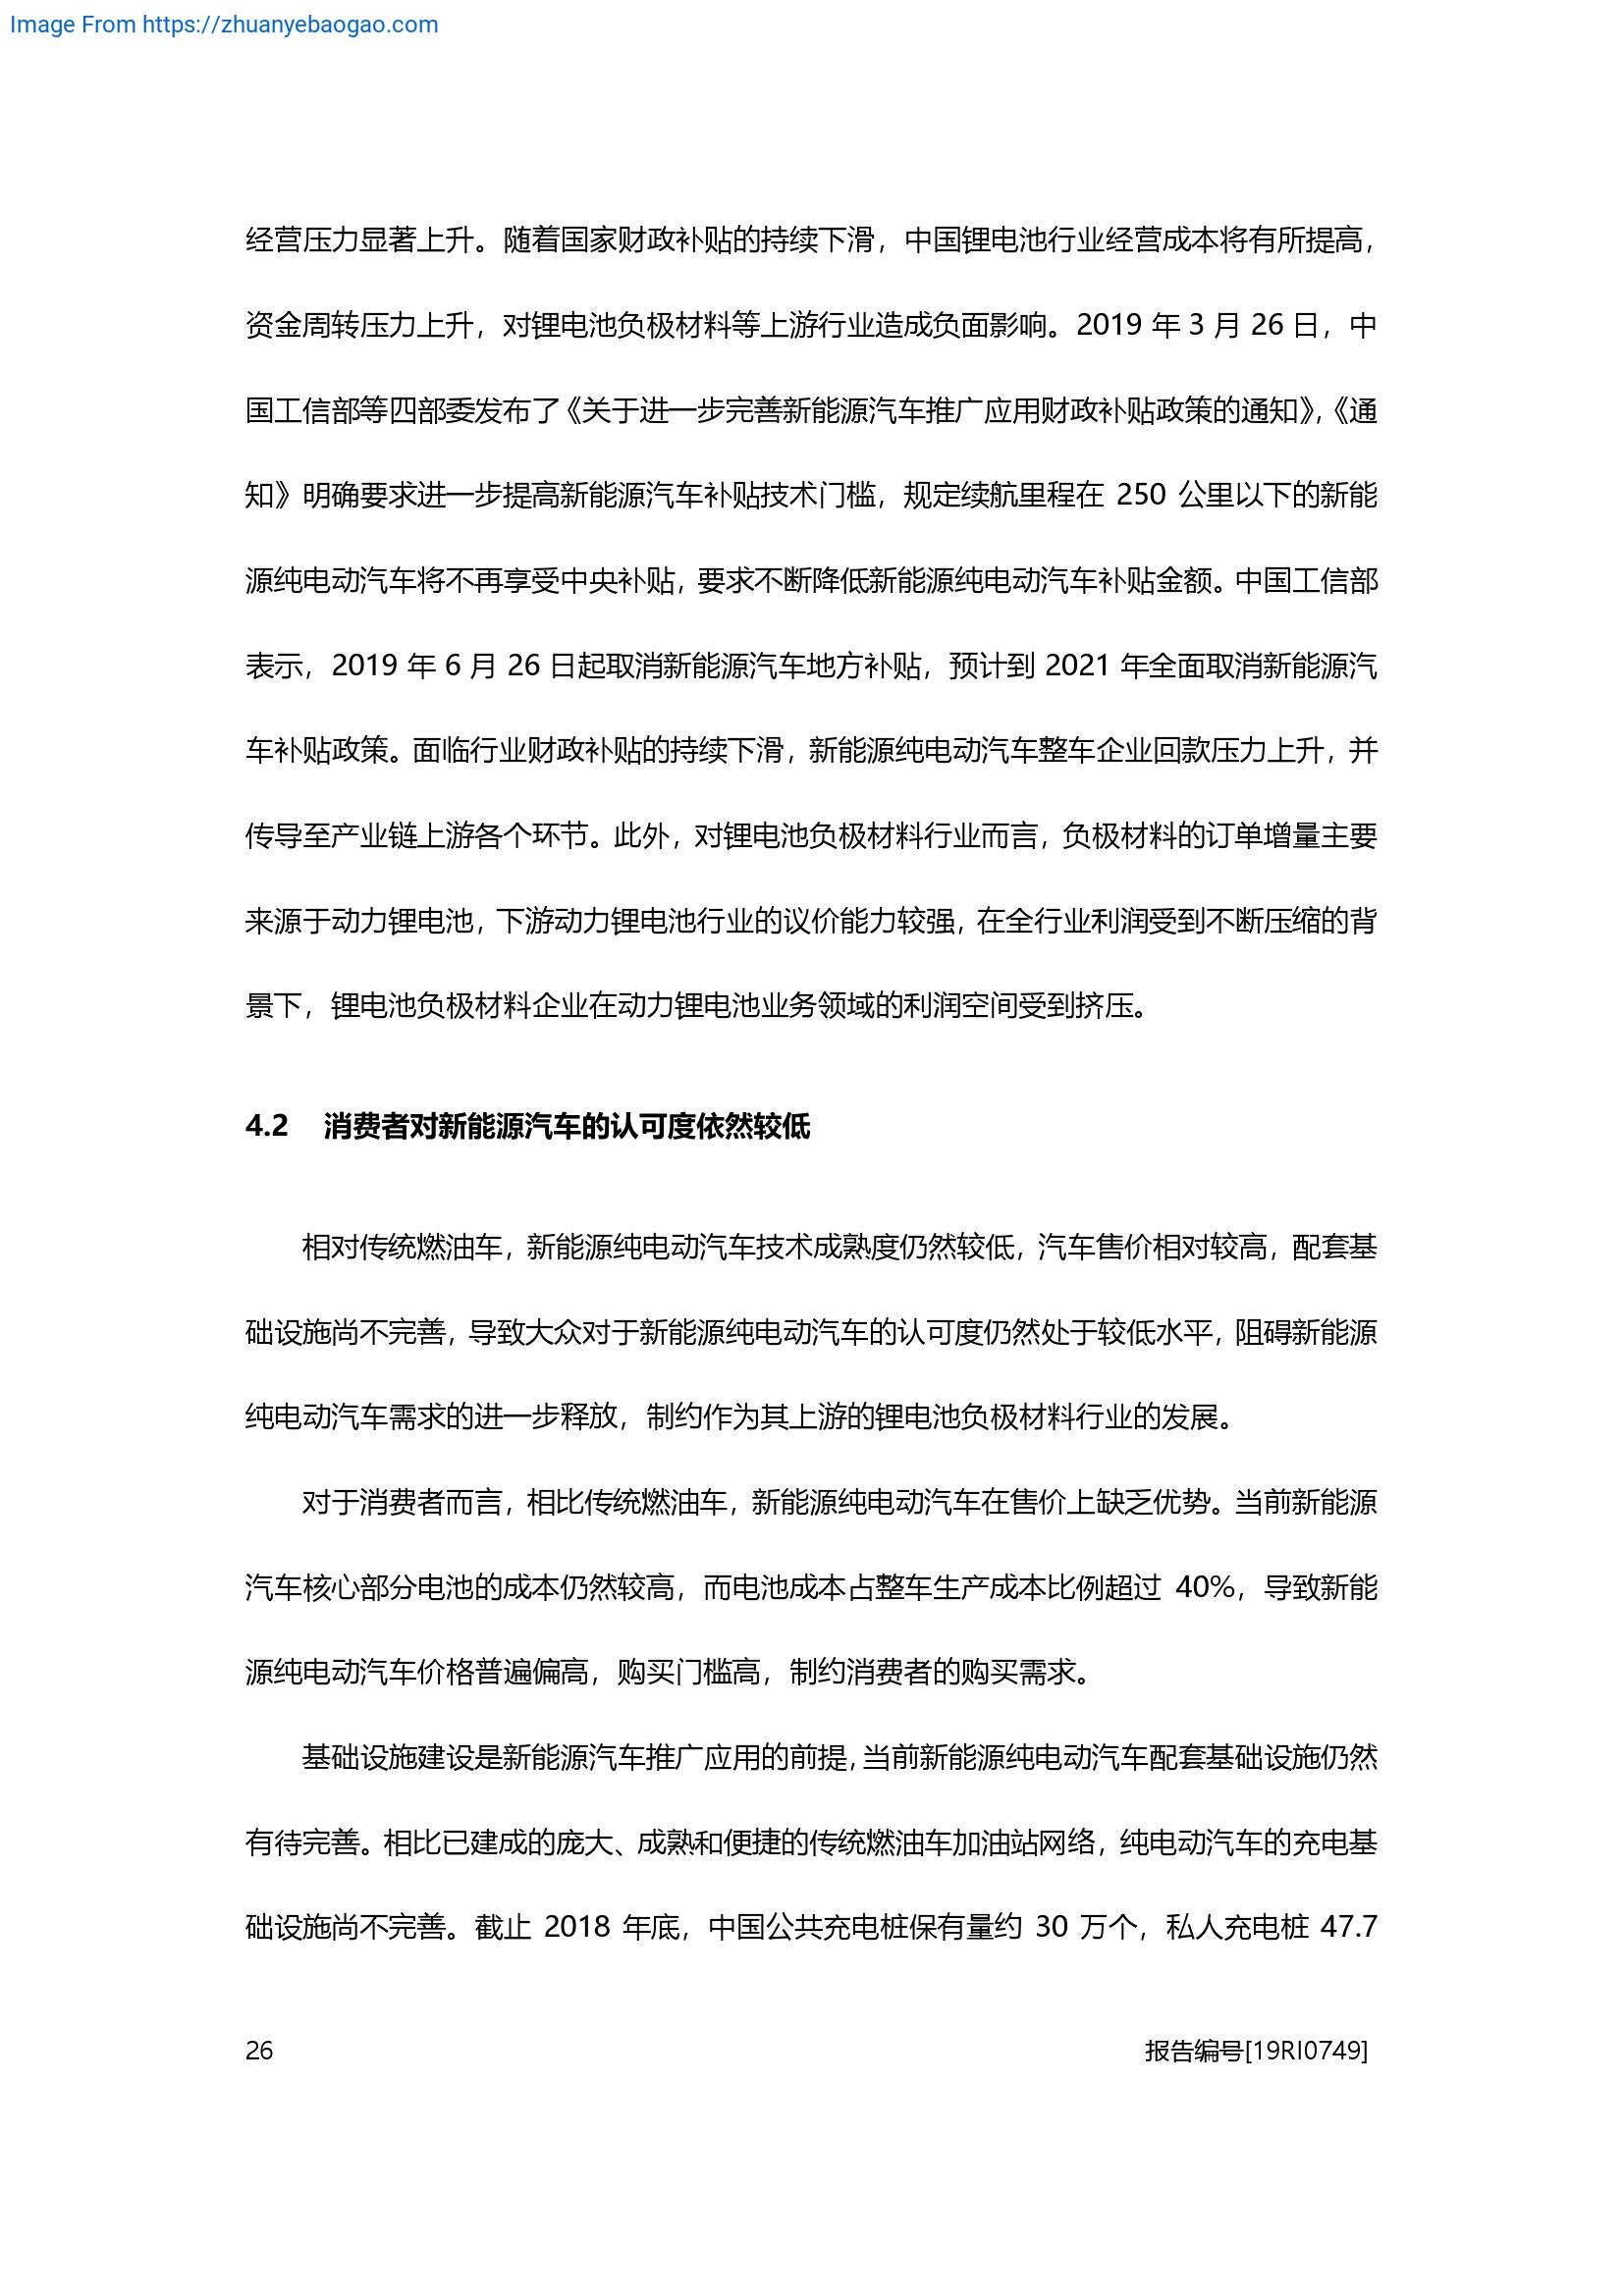 Image From https://zhuanyebaogao.com
经营压力显著上升。随着国家财政补贴的持续下滑，中国锂电池行业经营成本将有所提高，
资金周转压力上升，对锂电池负极材料等上游行业造成负面影响。2019 年 3 月 26 日，中
国工信部等四部委发布了《关于进一步完善新能源汽车推广应用财政补贴政策的通知》，《通
知》明确要求进一步提高新能源汽车补贴技术门槛，规定续航里程在 250 公里以下的新能
源纯电动汽车将不再享受中央补贴，要求不断降低新能源纯电动汽车补贴金额。中国工信部
表示，2019 年 6 月 26 日起取消新能源汽车地方补贴，预计到 2021 年全面取消新能源汽
车补贴政策。面临行业财政补贴的持续下滑，新能源纯电动汽车整车企业回款压力上升，并
传导至产业链上游各个环节。此外，对锂电池负极材料行业而言，负极材料的订单增量主要
来源于动力锂电池，下游动力锂电池行业的议价能力较强，在全行业利润受到不断压缩的背
景下，锂电池负极材料企业在动力锂电池业务领域的利润空间受到挤压。
4.2 消费者对新能源汽车的认可度依然较低
相对传统燃油车，新能源纯电动汽车技术成熟度仍然较低，汽车售价相对较高，配套基
础设施尚不完善，导致大众对于新能源纯电动汽车的认可度仍然处于较低水平，阻碍新能源
纯电动汽车需求的进一步释放，制约作为其上游的锂电池负极材料行业的发展。
对于消费者而言，相比传统燃油车，新能源纯电动汽车在售价上缺乏优势。当前新能源
汽车核心部分电池的成本仍然较高，而电池成本占整车生产成本比例超过 40%，导致新能
源纯电动汽车价格普遍偏高，购买门槛高，制约消费者的购买需求。
基础设施建设是新能源汽车推广应用的前提，当前新能源纯电动汽车配套基础设施仍然
有待完善。相比已建成的庞大、成熟和便捷的传统燃油车加油站网络，纯电动汽车的充电基
础设施尚不完善。截止 2018 年底，中国公共充电桩保有量约 30 万个，私人充电桩 47.7
26 报告编号[19RI0749]